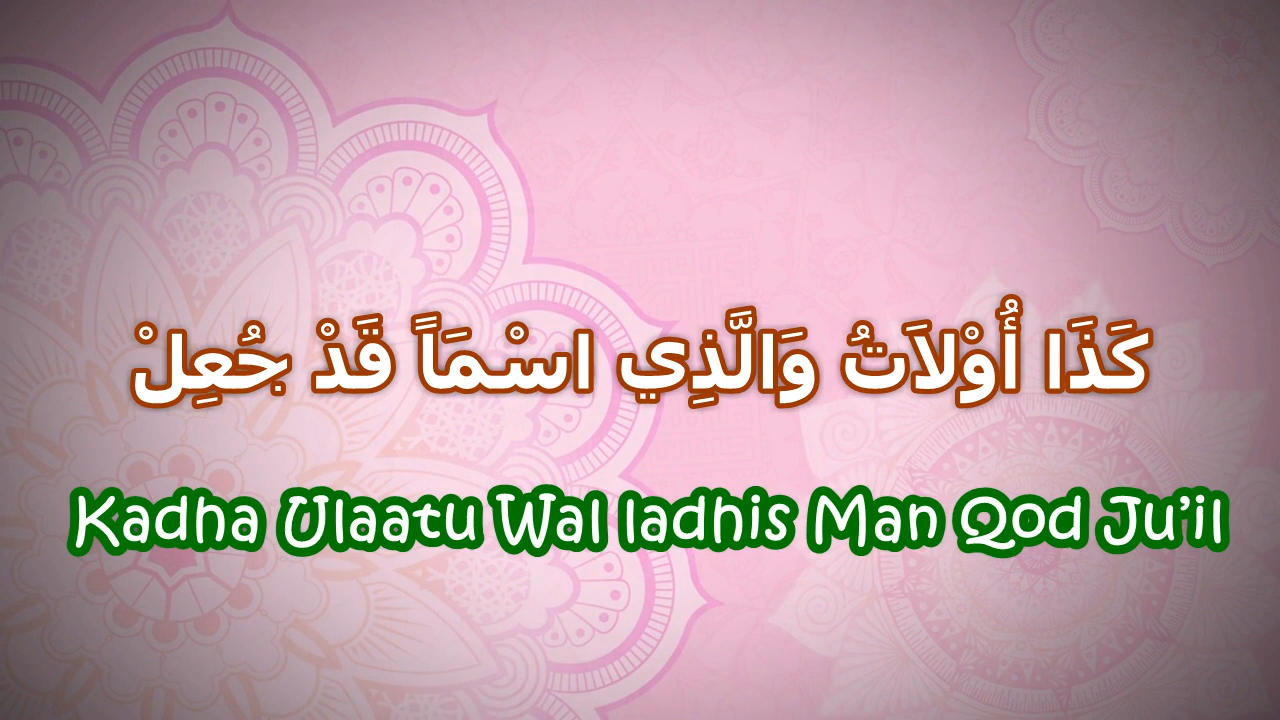 كَذَا أُوْلاَتُ وَالَّذِي اسْمَاً قَدْ جُعِلْ
Kadha Ulaatu Wal ladhis Man Qod Ju’il